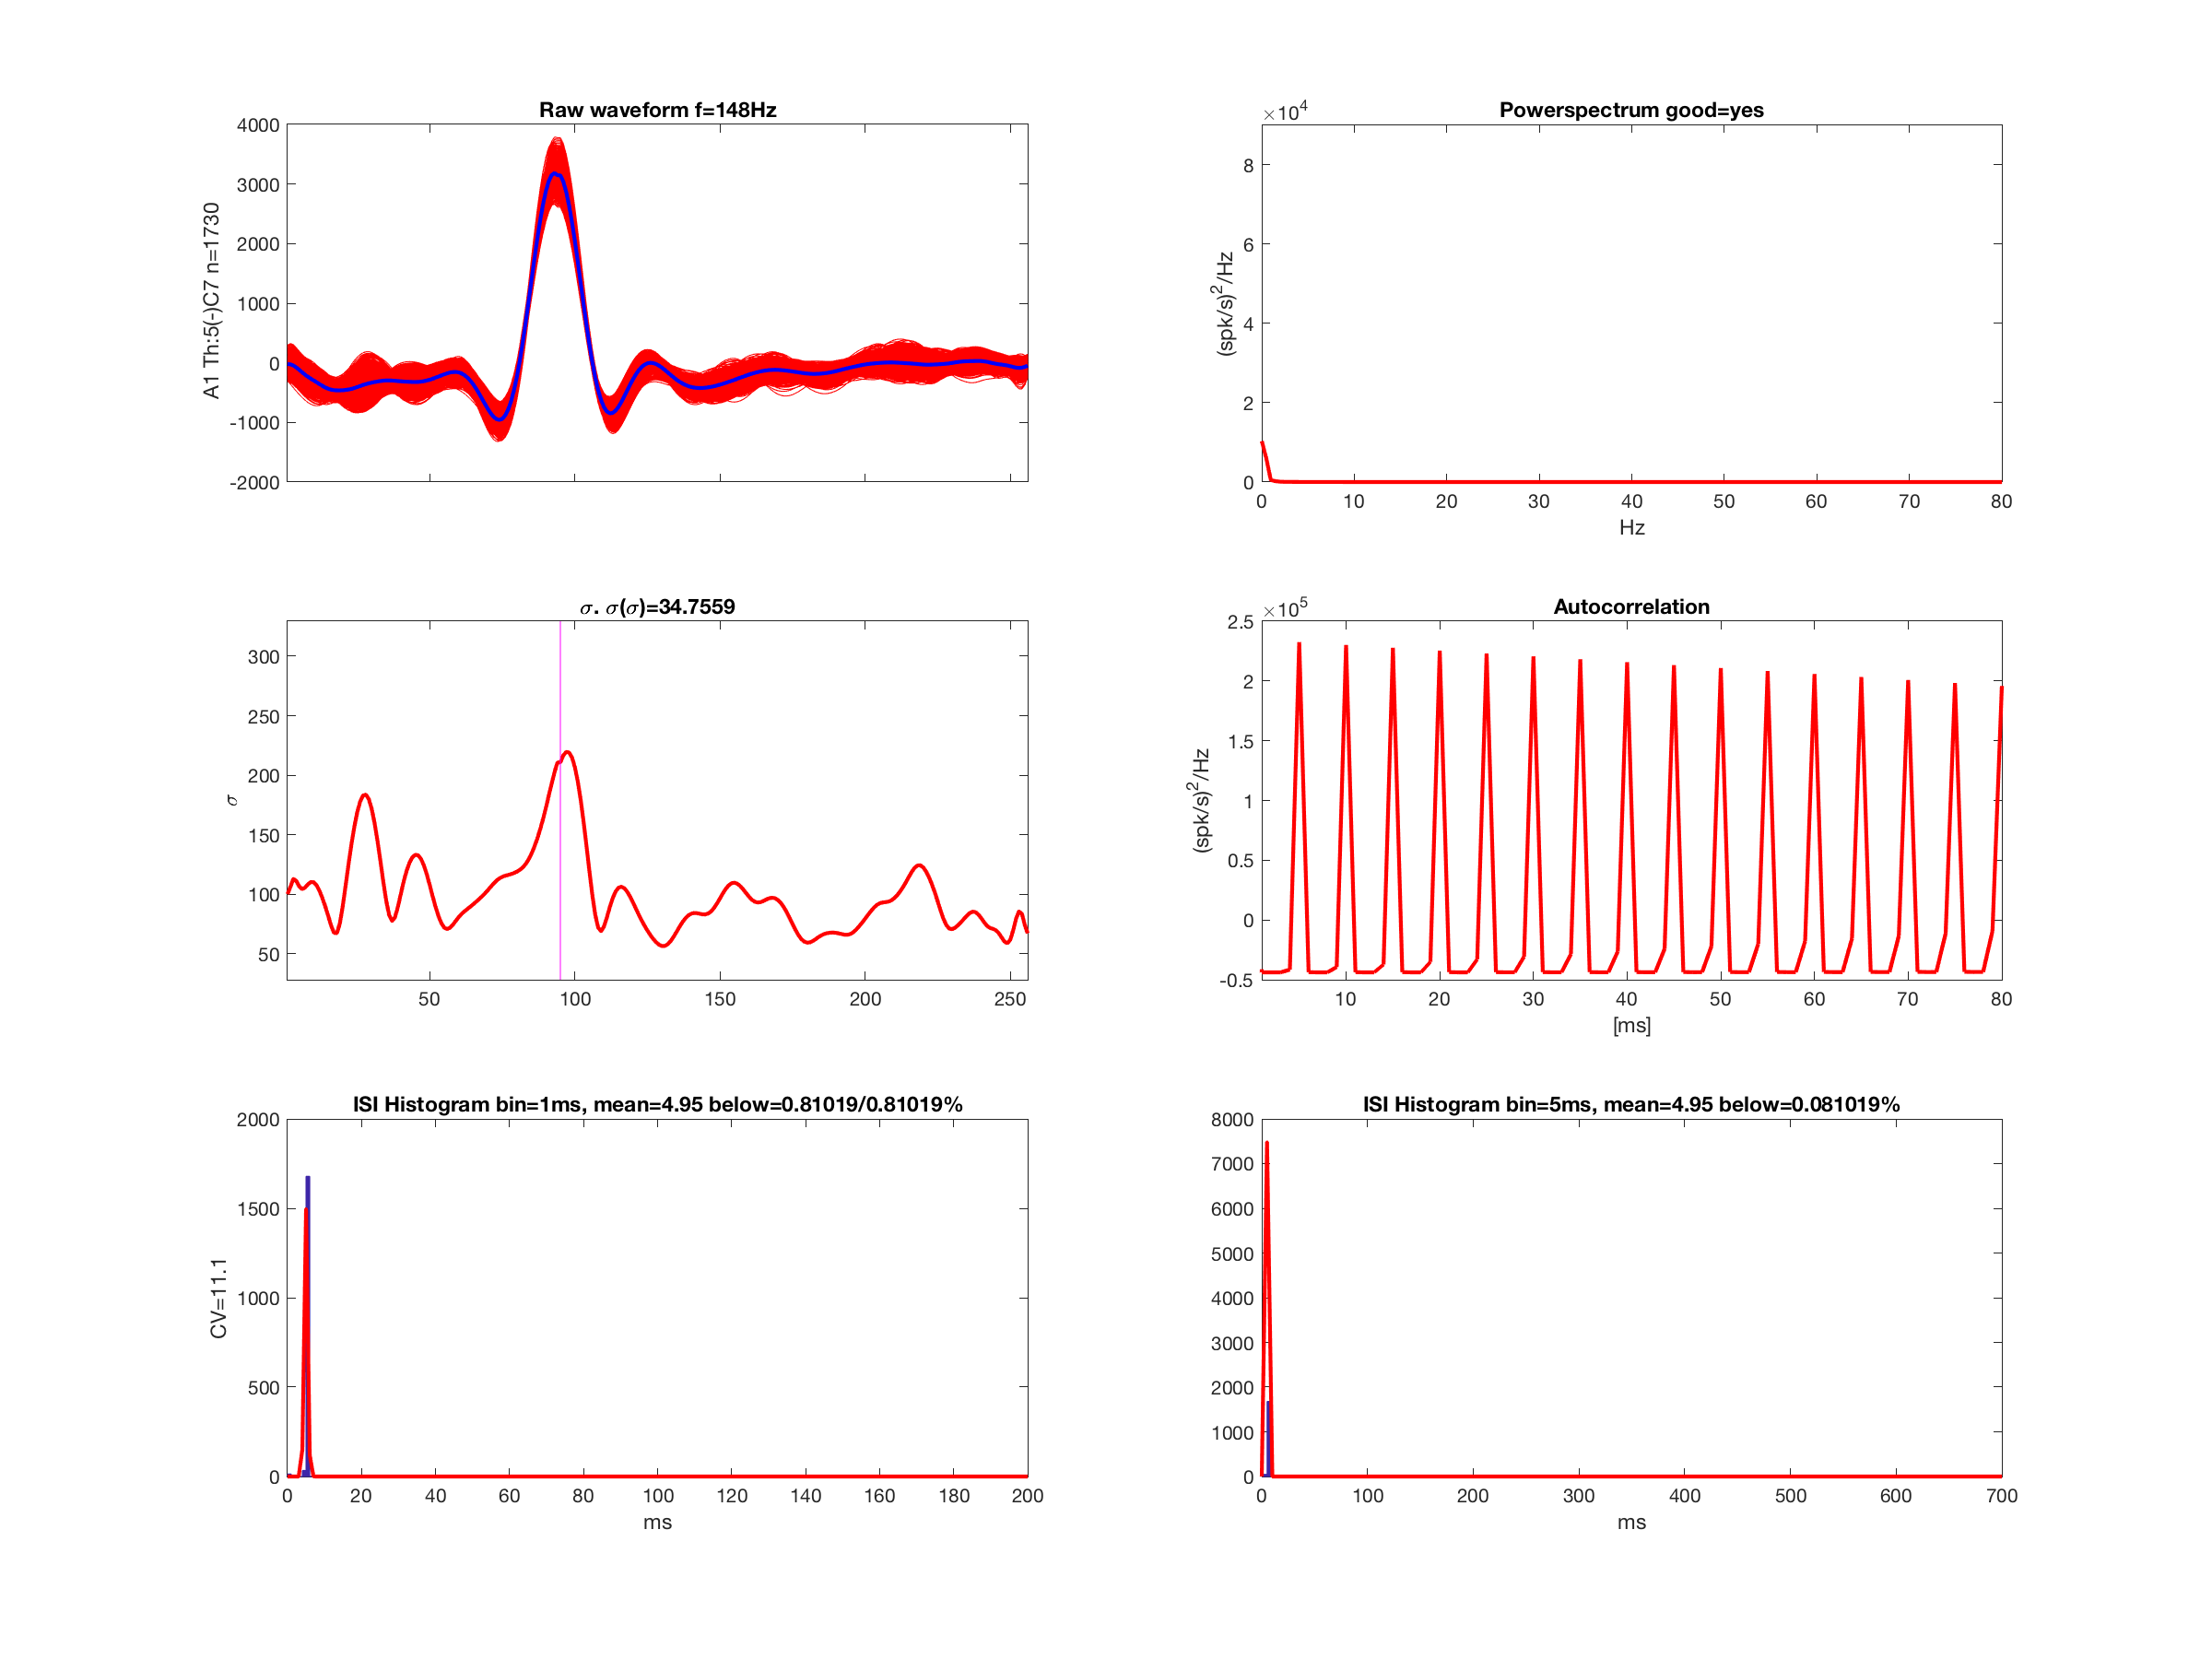 Raw waveform f=148Hz
A1 Th:5(-)C7 n=1730
4000
3000
2000
1000
0
-1000
-2000
Powerspectrum good=yes
×10^4
(spk/s)^2/Hz
8
6
4
2
0
0 10 20 30 40 50 60 70 80
Hz
σ. σ(σ)=34.7559
σ
300
250
200
150
100
50
50 100 150 200 250
Autocorrelation
×10^5
(spk/s)^2/Hz
2.5
2
1.5
1
0.5
0
-0.5
10 20 30 40 50 60 70 80
[ms]
ISI Histogram bin=1ms, mean=4.95 below=0.81019/0.81019%
CV=11.1
2000
1500
1000
500
0
0 20 40 60 80 100 120 140 160 180 200
ms
ISI Histogram bin=5ms, mean=4.95 below=0.081019%
8000
7000
6000
5000
4000
3000
2000
1000
0
0 100 200 300 400 500 600 700
ms